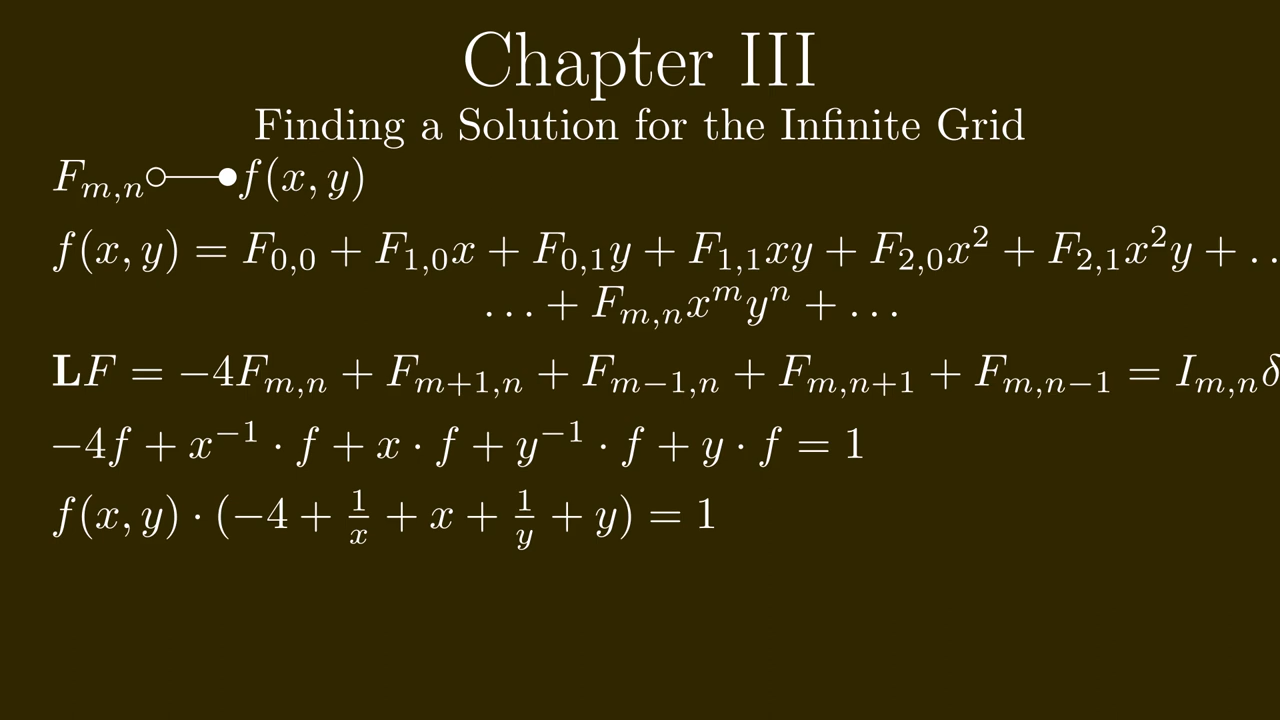 Chapter III
Finding a Solution for the Infinite Grid
F_{m,n} ○—● f(x, y)
f(x, y) = F_{0,0} + F_{1,0}x + F_{0,1}y + F_{1,1}xy + F_{2,0}x² + F_{2,1}x²y + ..
... + F_{m,n}x^m y^n + ...
LF = −4F_{m,n} + F_{m+1,n} + F_{m−1,n} + F_{m,n+1} + F_{m,n−1} = I_{m,n}δ
−4f + x^{−1} · f + x · f + y^{−1} · f + y · f = 1
f(x, y) · (−4 + 1/x + x + 1/y + y) = 1